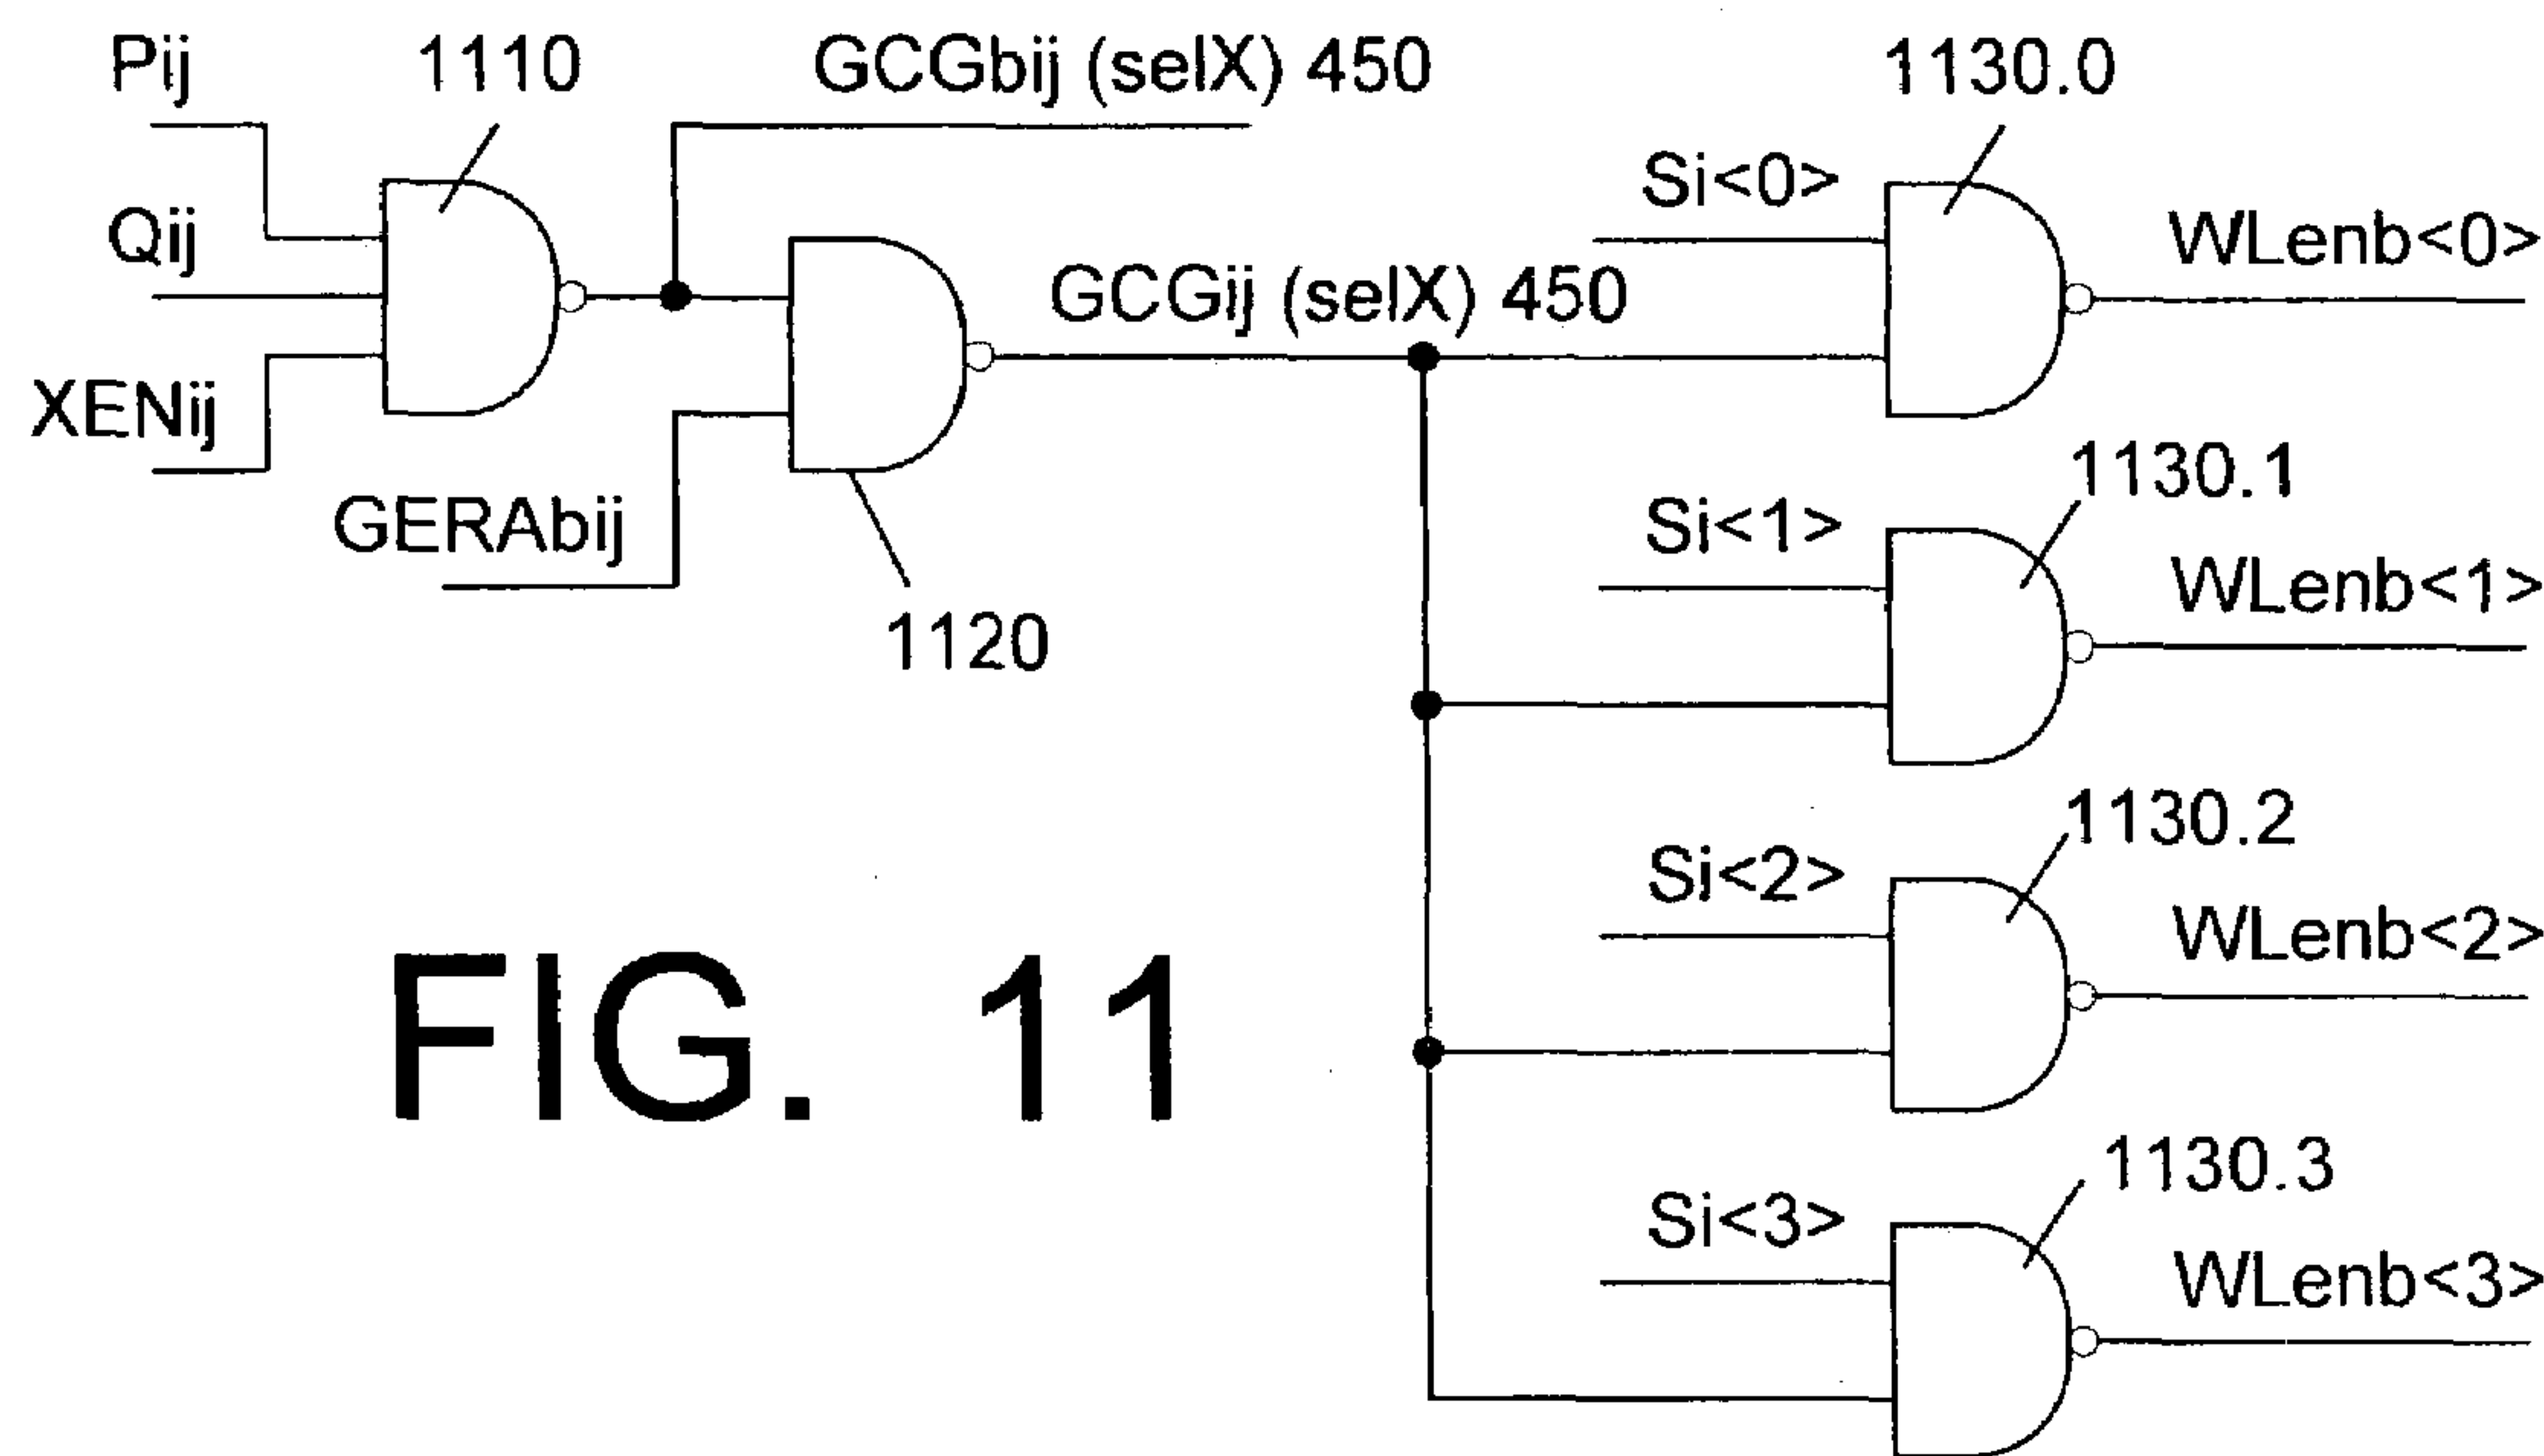 Pij
1110
GCGbij (selX) 450
1130.0
Si<0>
Qij
WLenb<0>
GCGij (selX) 450
XENij
1130.1
GERAbij
Si<1>
WLenb<1>
1120
1130.2
Si<2>
WLenb<2>
FIG. 11
1130.3
Si<3>
WLenb<3>